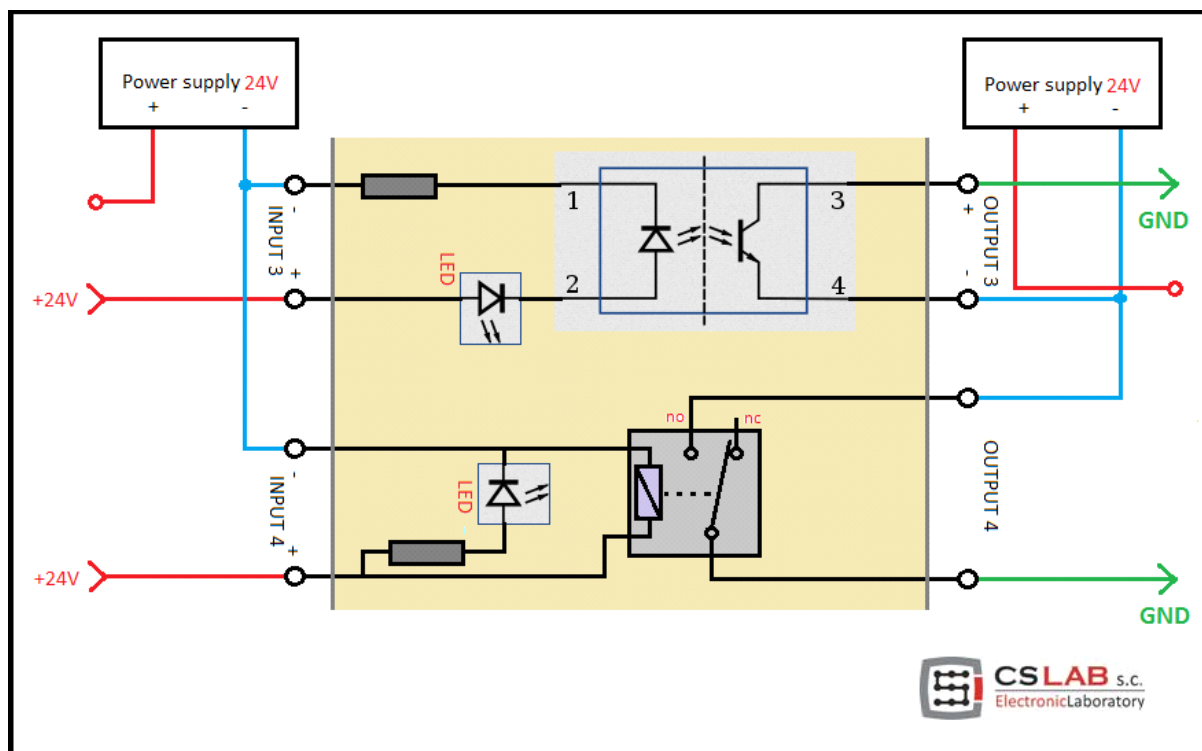 Power supply 24V
+ -
Power supply 24V
+ -
- INPUT 3 +
+24V
LED
1
2
3
4
+ OUTPUT 3 -
GND
no
nc
- INPUT 4 +
+24V
LED
OUTPUT 4
GND
CSLAB s.c.
ElectronicLaboratory